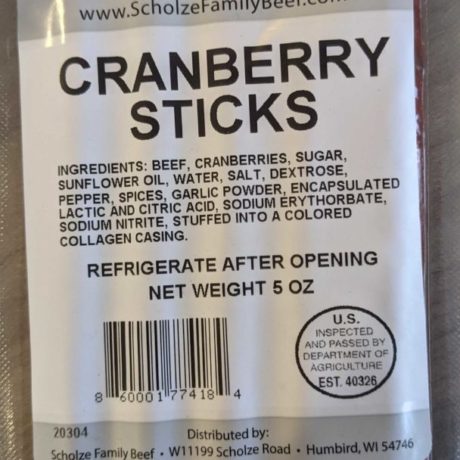 www.ScholzeFamilyBeef.com
CRANBERRY
STICKS
INGREDIENTS: BEEF, CRANBERRIES, SUGAR,
SUNFLOWER OIL, WATER, SALT, DEXTROSE,
PEPPER, SPICES, GARLIC POWDER, ENCAPSULATED
LACTIC AND CITRIC ACID, SODIUM ERYTHORBATE,
SODIUM NITRITE, STUFFED INTO A COLORED
COLLAGEN CASING.
REFRIGERATE AFTER OPENING
NET WEIGHT 5 OZ
U.S.
INSPECTED
AND PASSED BY
DEPARTMENT OF
AGRICULTURE
EST. 40326
8 60001 77418 4
20304
Distributed by:
Scholze Family Beef • W11199 Scholze Road • Humbird, WI 54746